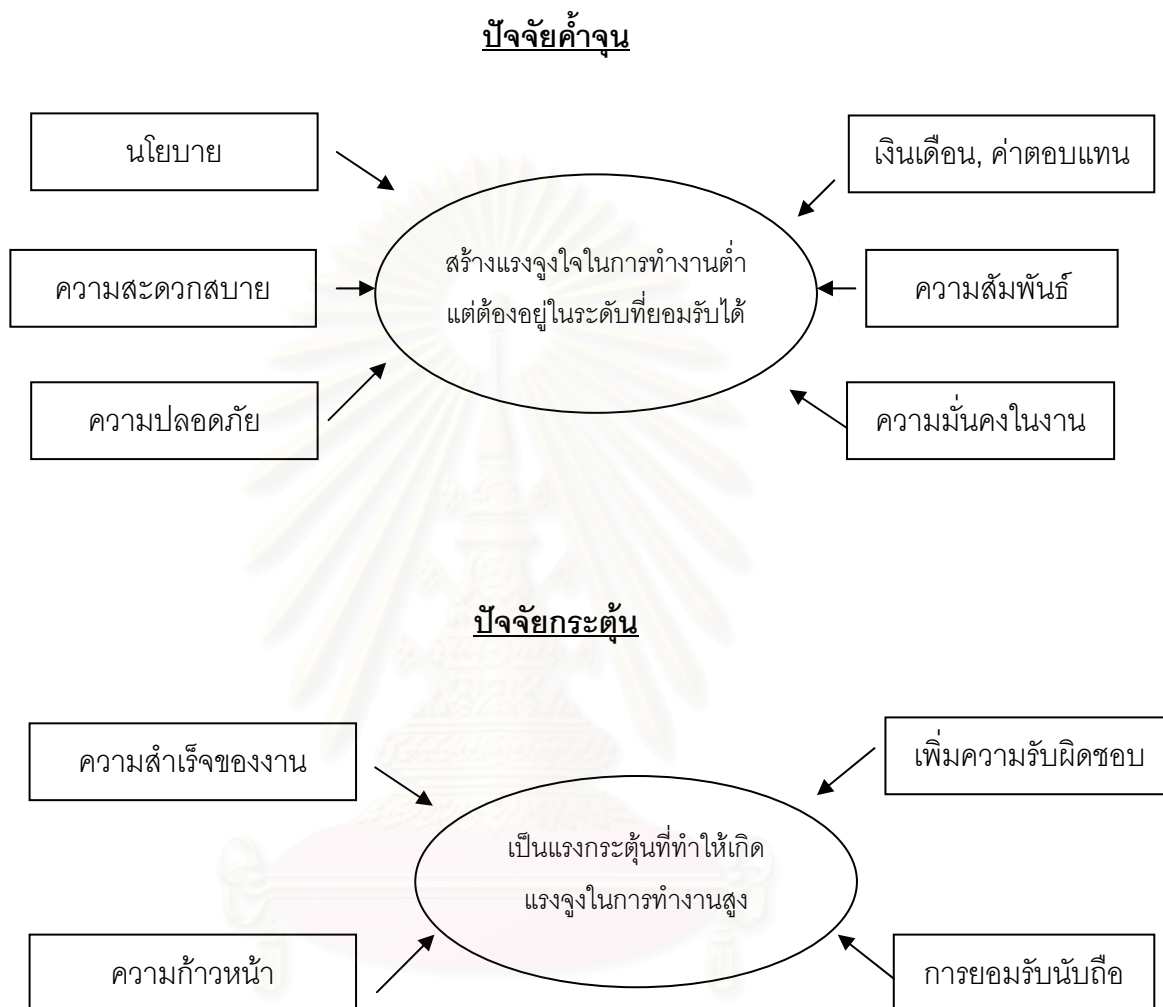 ปัจจัยค้ำจุน
นโยบาย
เงินเดือน, ค่าตอบแทน
สร้างแรงจูงใจในการทำงานต่ำ
แต่ต้องอยู่ในระดับที่ยอมรับได้
ความสะดวกสบาย
ความสัมพันธ์
ความปลอดภัย
ความมั่นคงในงาน
ปัจจัยกระตุ้น
ความสำเร็จของงาน
เพิ่มความรับผิดชอบ
เป็นแรงกระตุ้นที่ทำให้เกิด
แรงจูงในการทำงานสูง
ความก้าวหน้า
การยอมรับนับถือ